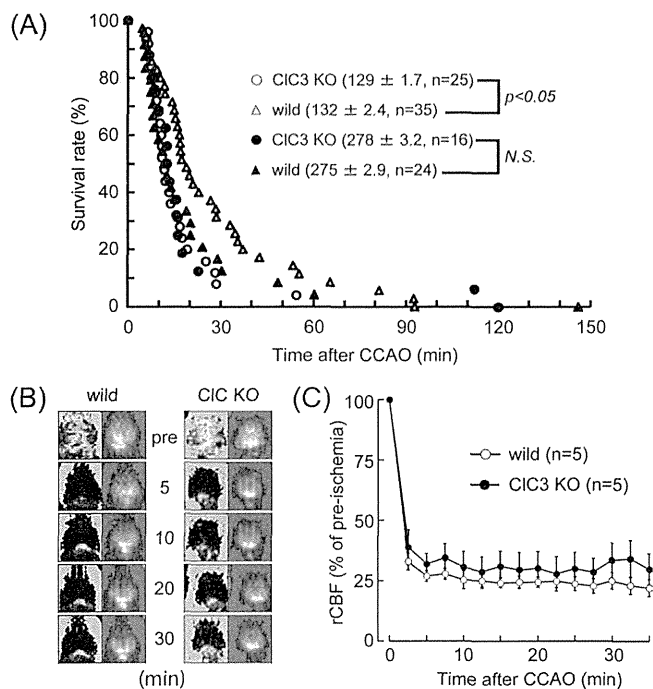 (A)
100
80
60
40
20
0
Survival rate (%)
ClC3 KO (129 ± 1.7, n=25)
wild (132 ± 2.4, n=35)
p<0.05
ClC3 KO (278 ± 3.2, n=16)
wild (275 ± 2.9, n=24)
N.S.
0 30 60 90 120 150
Time after CCAO (min)
(B)
wild ClC KO
pre
5
10
20
30
(min)
(C)
100
75
50
25
0
rCBF (% of pre-ischemia)
wild (n=5)
ClC3 KO (n=5)
0 10 20 30
Time after CCAO (min)